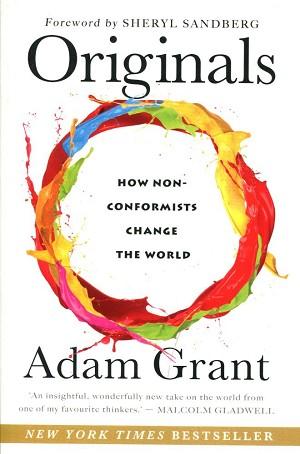 Foreword by SHERYL SANDBERG
Originals
HOW NON-
CONFORMISTS
CHANGE
THE WORLD
Adam Grant
'An insightful, wonderfully new take on the world from
one of my favourite thinkers.' — MALCOLM GLADWELL
NEW YORK TIMES BESTSELLER